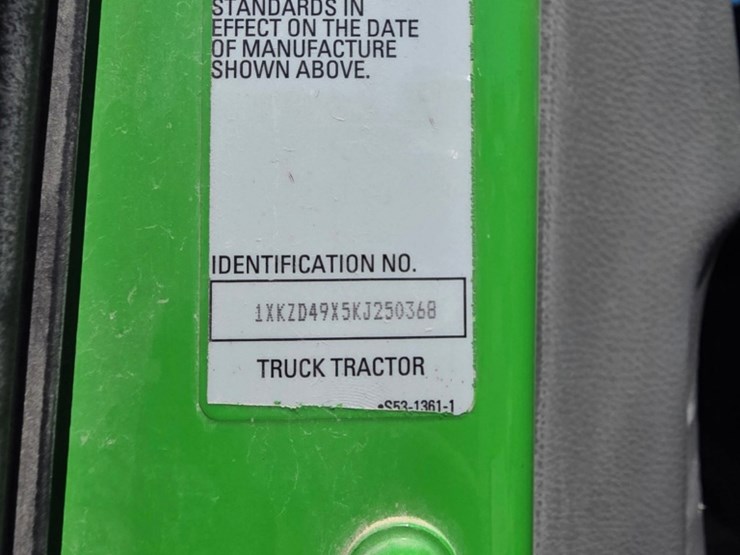 STANDARDS IN
EFFECT ON THE DATE
OF MANUFACTURE
SHOWN ABOVE.
IDENTIFICATION NO.
1XKZD49X5KJ250368
TRUCK TRACTOR
•S53-1361-1